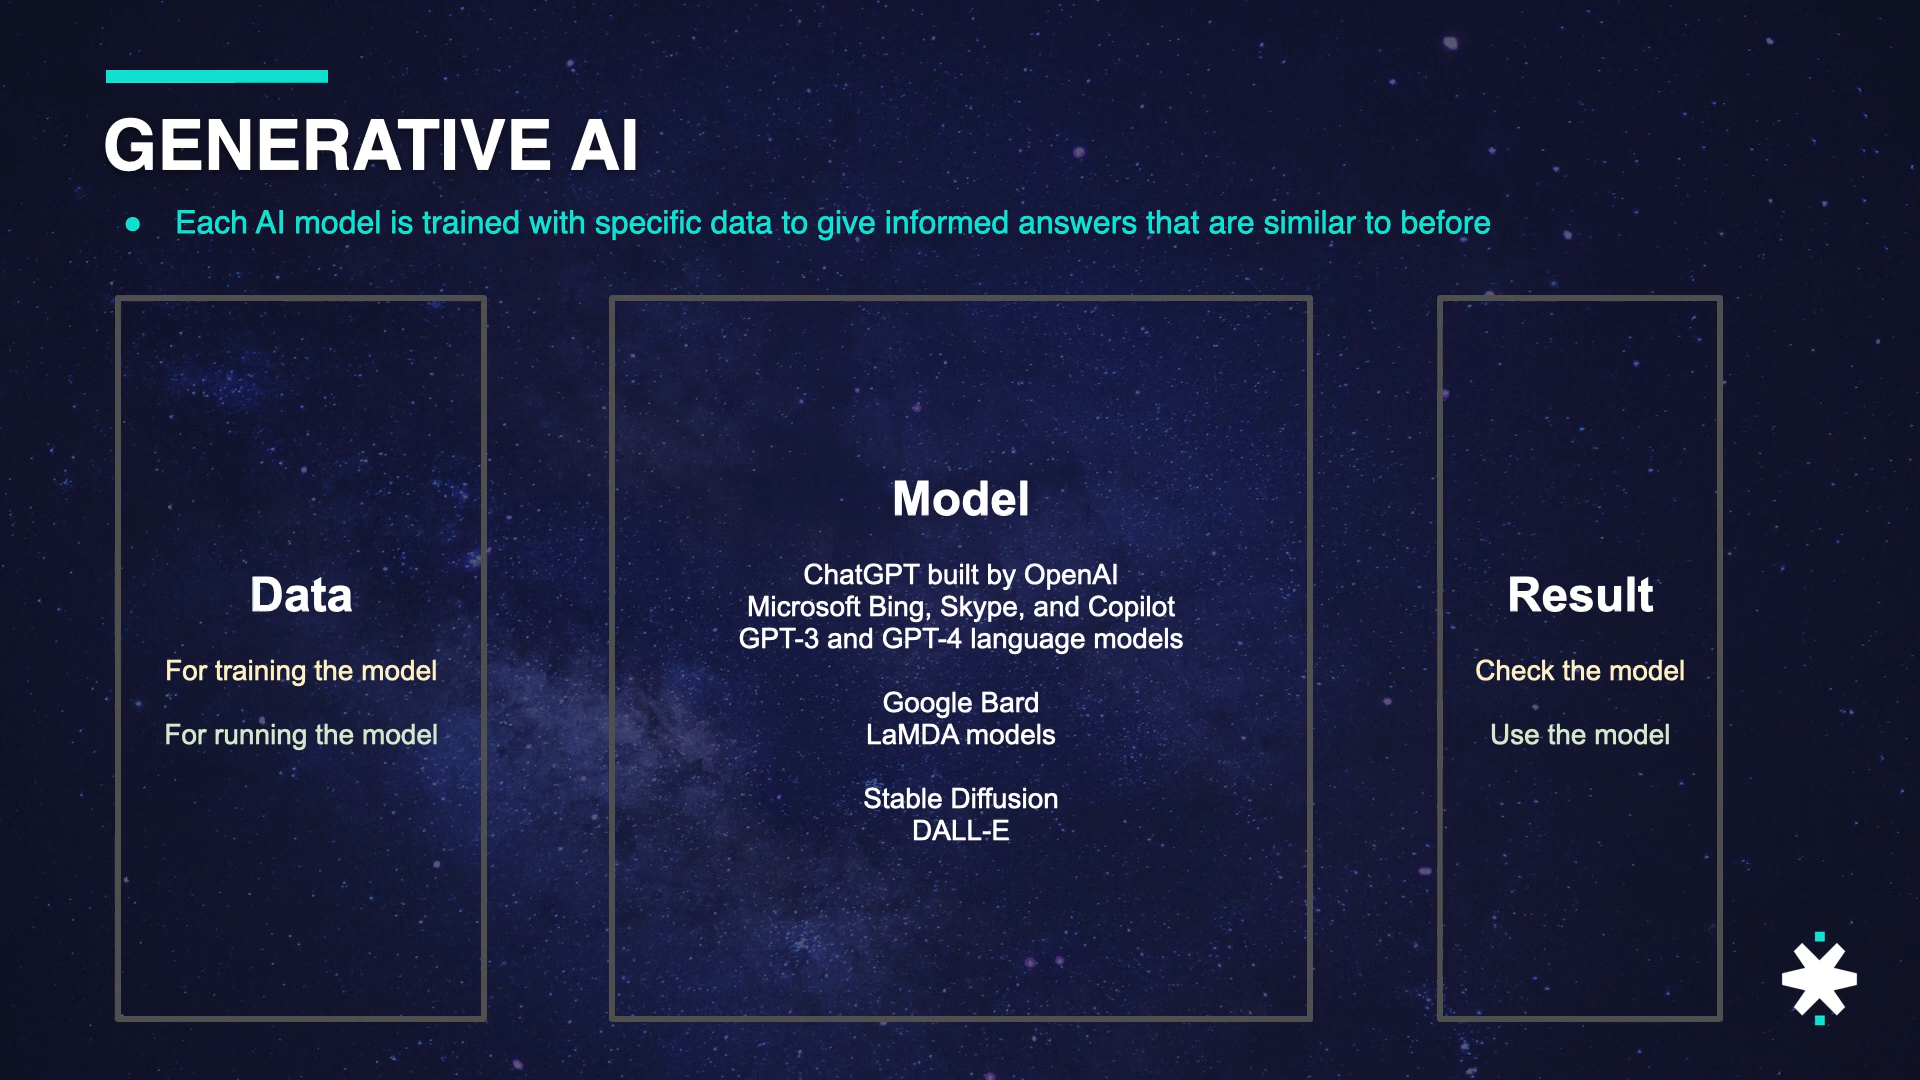 GENERATIVE AI
● Each AI model is trained with specific data to give informed answers that are similar to before
Data
For training the model
For running the model
Model
ChatGPT built by OpenAI
Microsoft Bing, Skype, and Copilot
GPT-3 and GPT-4 language models
Google Bard
LaMDA models
Stable Diffusion
DALL-E
Result
Check the model
Use the model